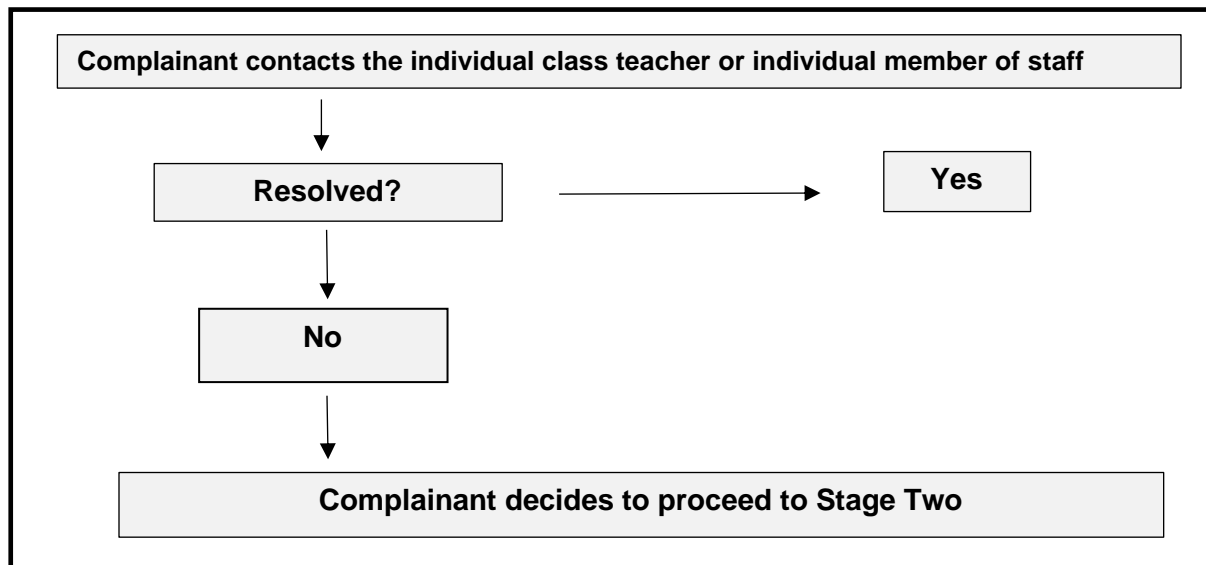 Complainant contacts the individual class teacher or individual member of staff
Resolved?
Yes
No
Complainant decides to proceed to Stage Two